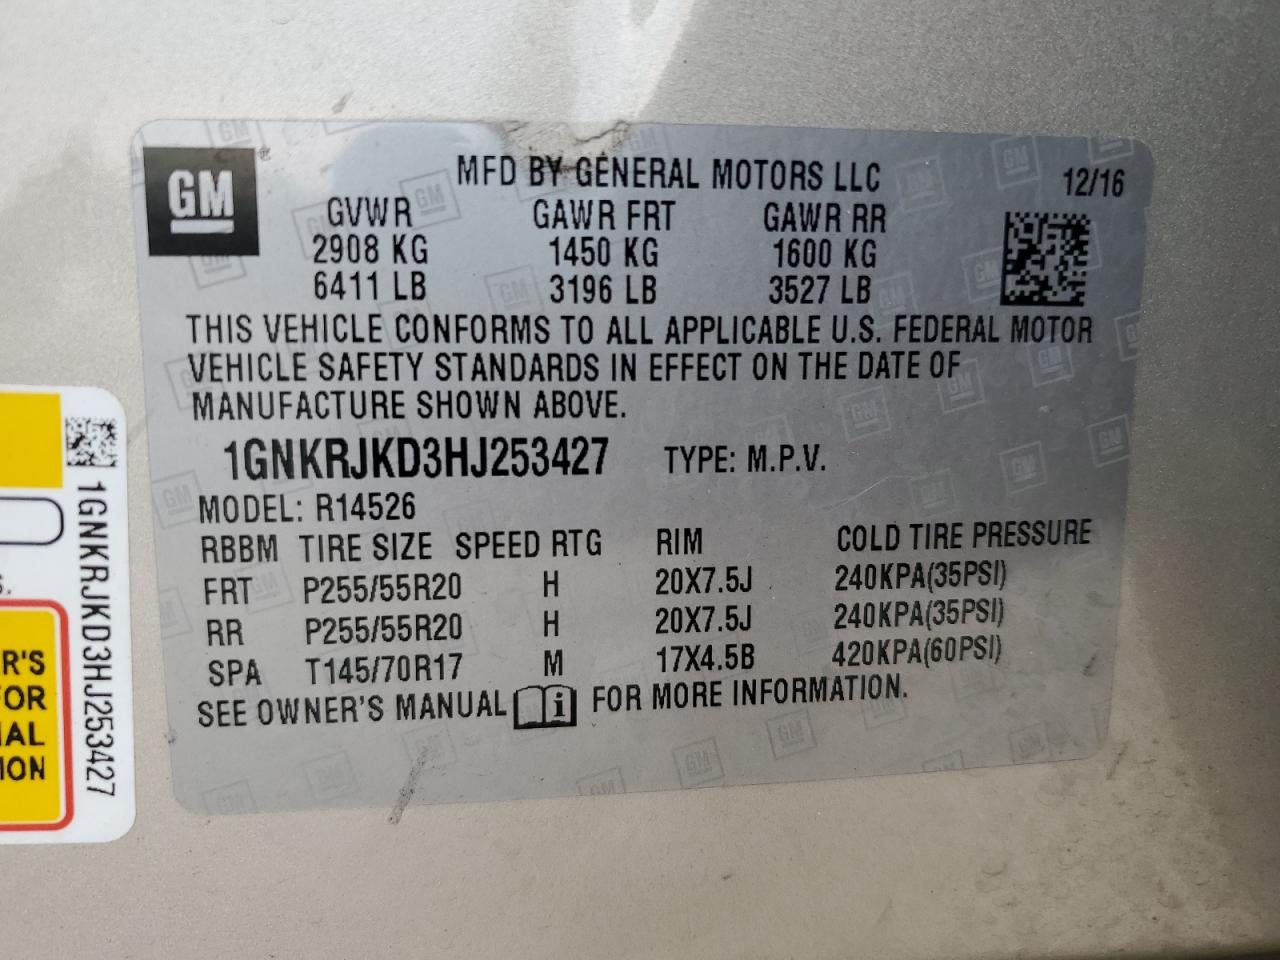 GM
MFD BY GENERAL MOTORS LLC 12/16
GVWR GAWR FRT GAWR RR
2908 KG 1450 KG 1600 KG
6411 LB 3196 LB 3527 LB
THIS VEHICLE CONFORMS TO ALL APPLICABLE U.S. FEDERAL MOTOR
VEHICLE SAFETY STANDARDS IN EFFECT ON THE DATE OF
MANUFACTURE SHOWN ABOVE.
1GNKRJKD3HJ253427 TYPE: M.P.V.
MODEL: R14526
RBBM TIRE SIZE SPEED RTG RIM COLD TIRE PRESSURE
FRT P255/55R20 H 20X7.5J 240KPA(35PSI)
RR P255/55R20 H 20X7.5J 240KPA(35PSI)
SPA T145/70R17 M 17X4.5B 420KPA(60PSI)
SEE OWNER'S MANUAL i FOR MORE INFORMATION.
1GNKRJKD3HJ253427
R'S
FOR
IAL
ION